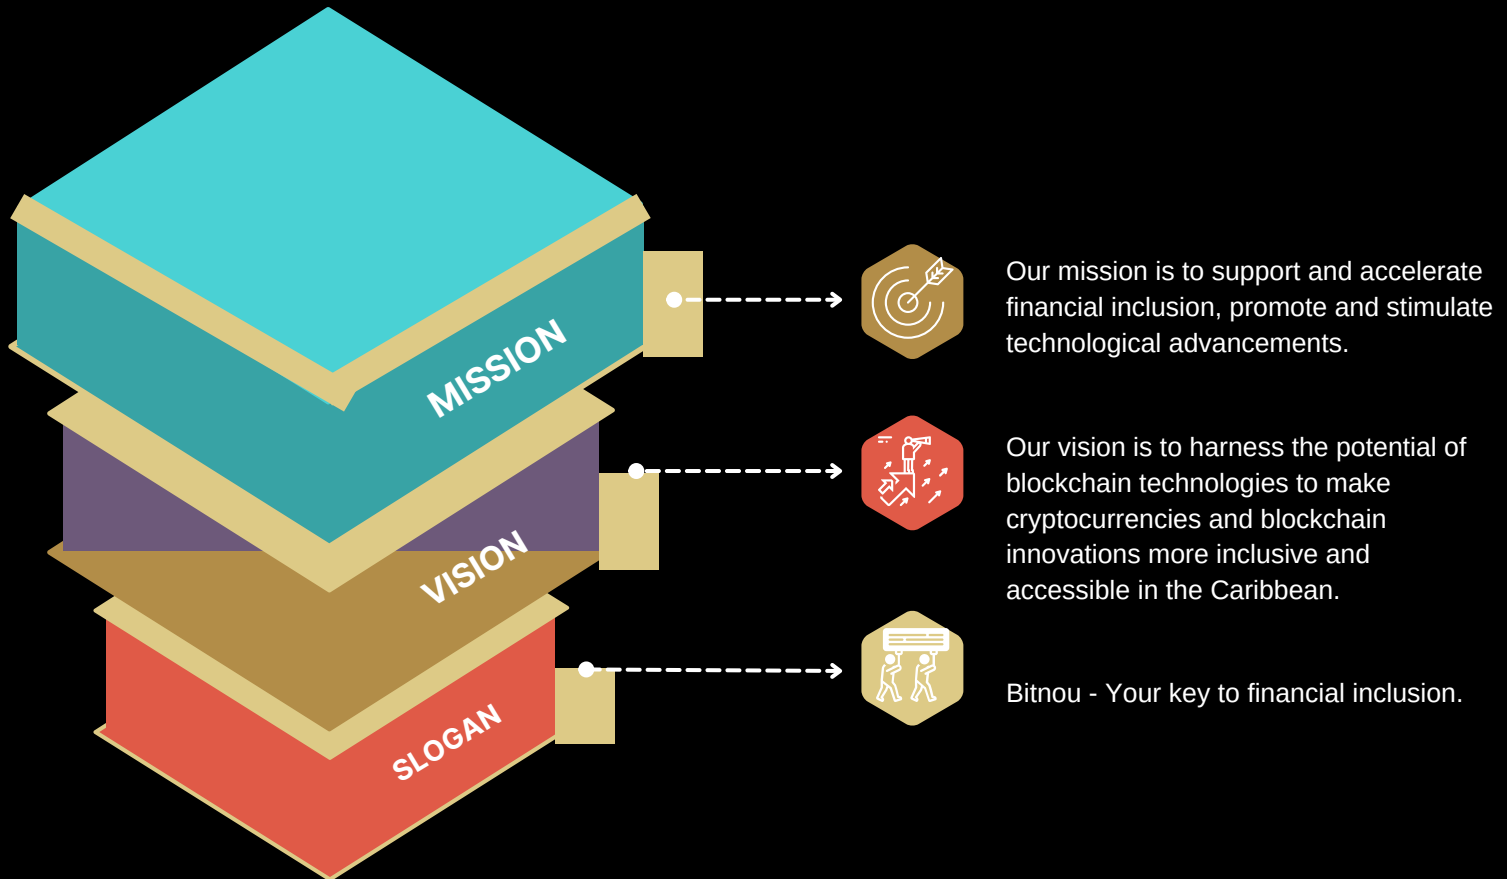 MISSION
Our mission is to support and accelerate
financial inclusion, promote and stimulate
technological advancements.
VISION
Our vision is to harness the potential of
blockchain technologies to make
cryptocurrencies and blockchain
innovations more inclusive and
accessible in the Caribbean.
SLOGAN
Bitnou - Your key to financial inclusion.